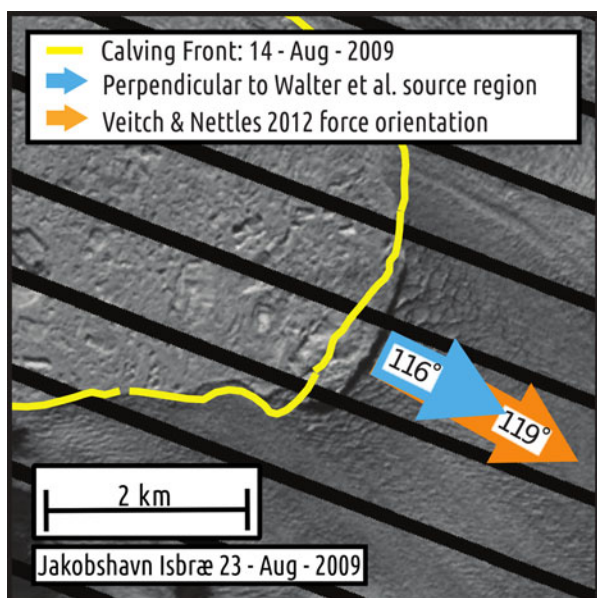 Calving Front: 14 - Aug - 2009
Perpendicular to Walter et al. source region
Veitch & Nettles 2012 force orientation
116°
119°
2 km
Jakobshavn Isbræ 23 - Aug - 2009